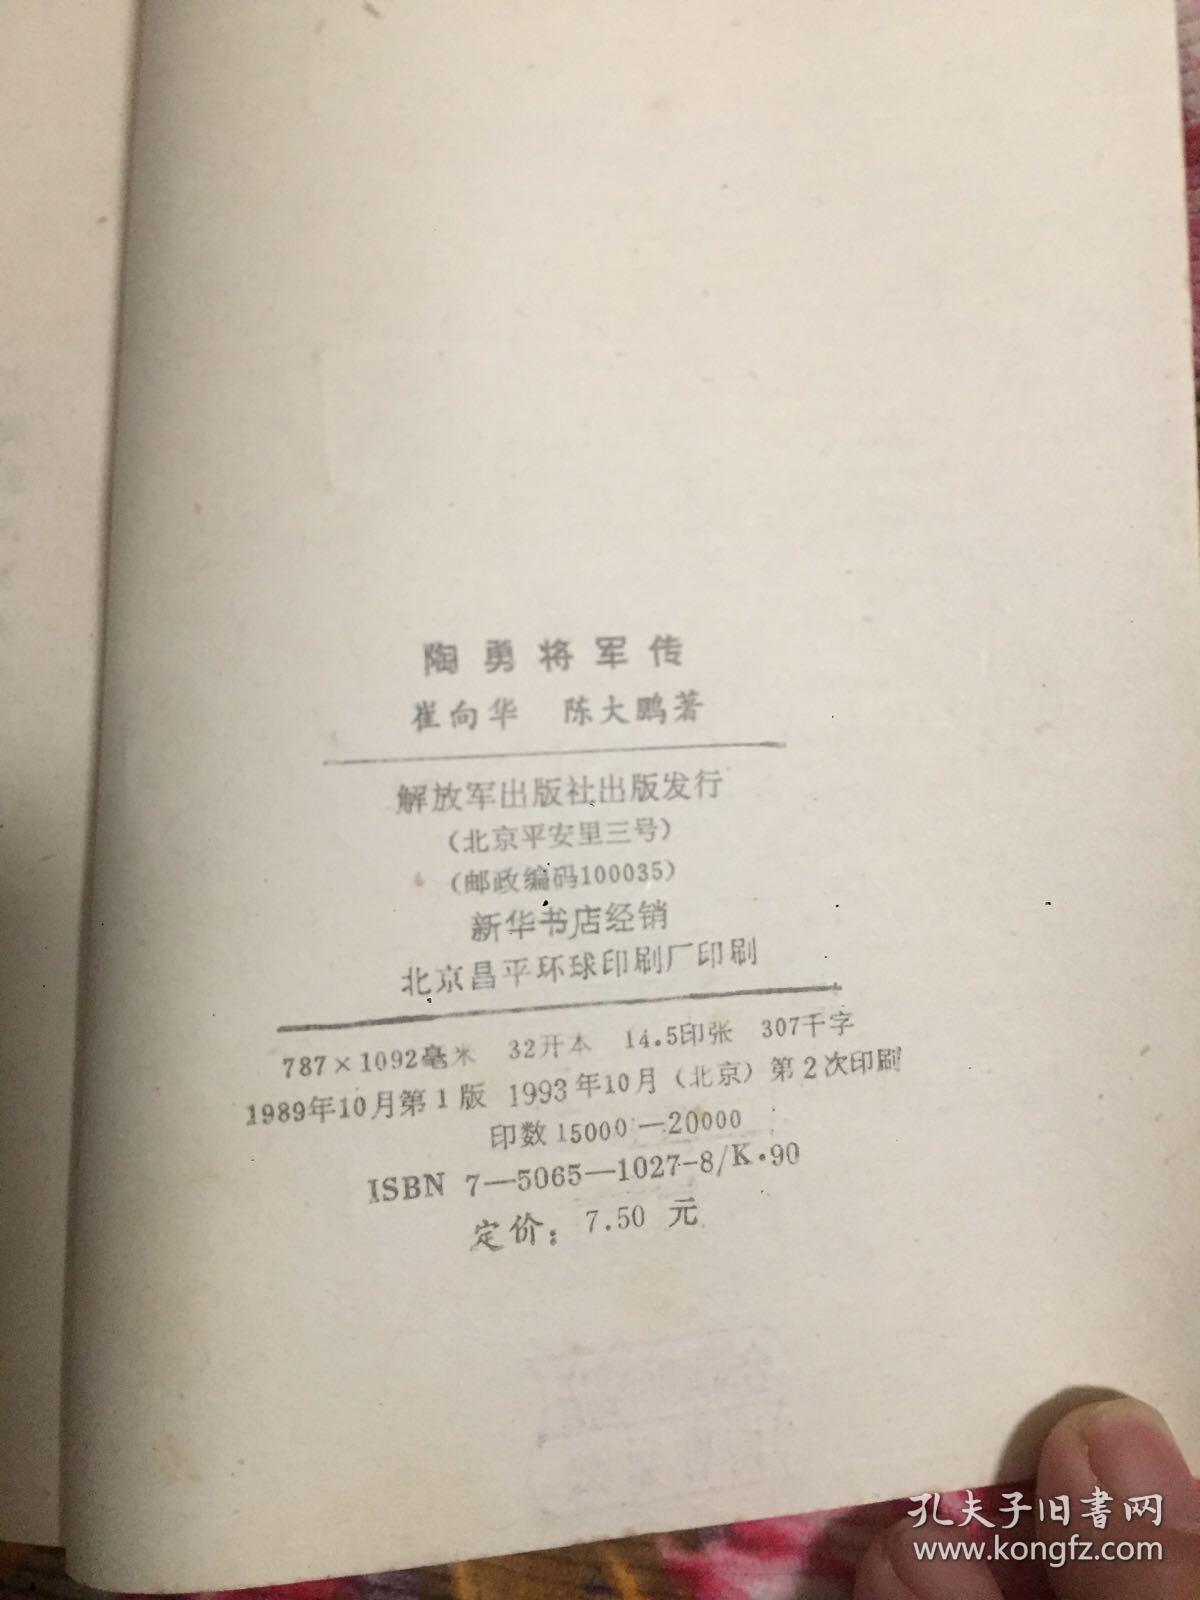 陶勇将军传
崔向华 陈大鹏著
解放军出版社出版发行
（北京平安里三号）
（邮政编码100035）
新华书店经销
北京昌平环球印刷厂印刷
787×1092毫米 32开本 14.5印张 307千字
1989年10月第1版 1993年10月（北京）第2次印刷
印数15000—20000
ISBN 7—5065—1027-8/K·90
定价：7.50 元
孔夫子旧书网
www.kongfz.com